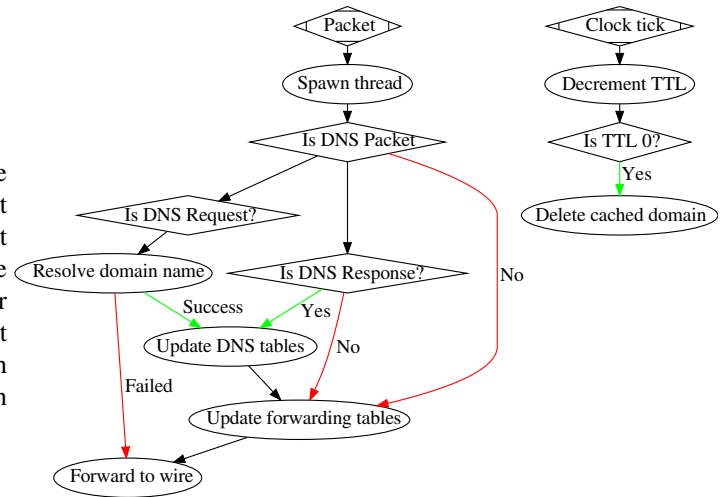 Packet
Clock tick
Spawn thread
Decrement TTL
Is DNS Packet
Is TTL 0?
e
Yes
t
Is DNS Request?
Delete cached domain
t
e
Resolve domain name
Is DNS Response?
No
r
Success
Yes
t
Update DNS tables
No
n
Failed
n
Update forwarding tables
Forward to wire